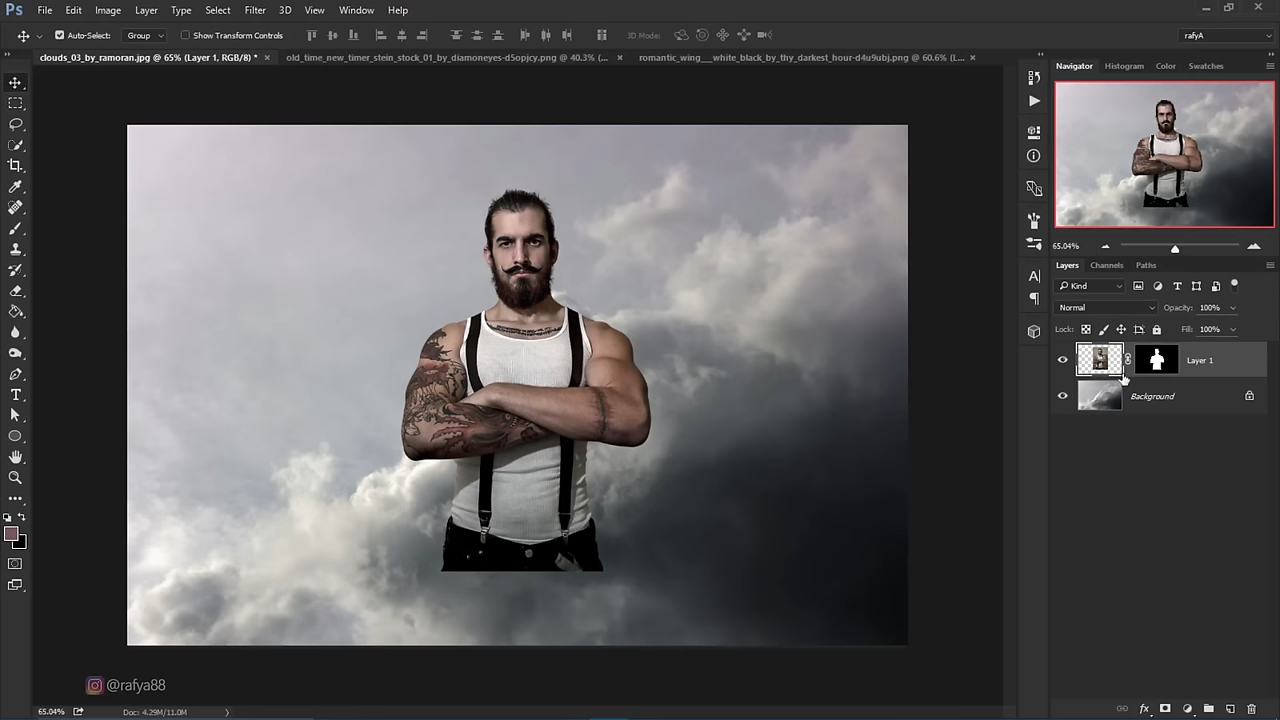 Ps File Edit Image Layer Type Select Filter 3D View Window Help
Auto-Select: Group Show Transform Controls 3D Mode: rafyA
clouds_03_by_ramoran.jpg @ 65% (Layer 1, RGB/8) * × old_time_new_timer_stein_stock_01_by_diamoneyes-d5opjcy.png @ 40.3% (... × romantic_wing___white_black_by_thy_darkest_hour-d4u9ubj.png @ 60.6% (L... ×
Navigator Histogram Color Swatches
65.04%
Layers Channels Paths
Kind
Normal Opacity: 100%
Lock: Fill: 100%
Layer 1
Background
@rafya88
65.04% Doc: 4.29M/11.0M